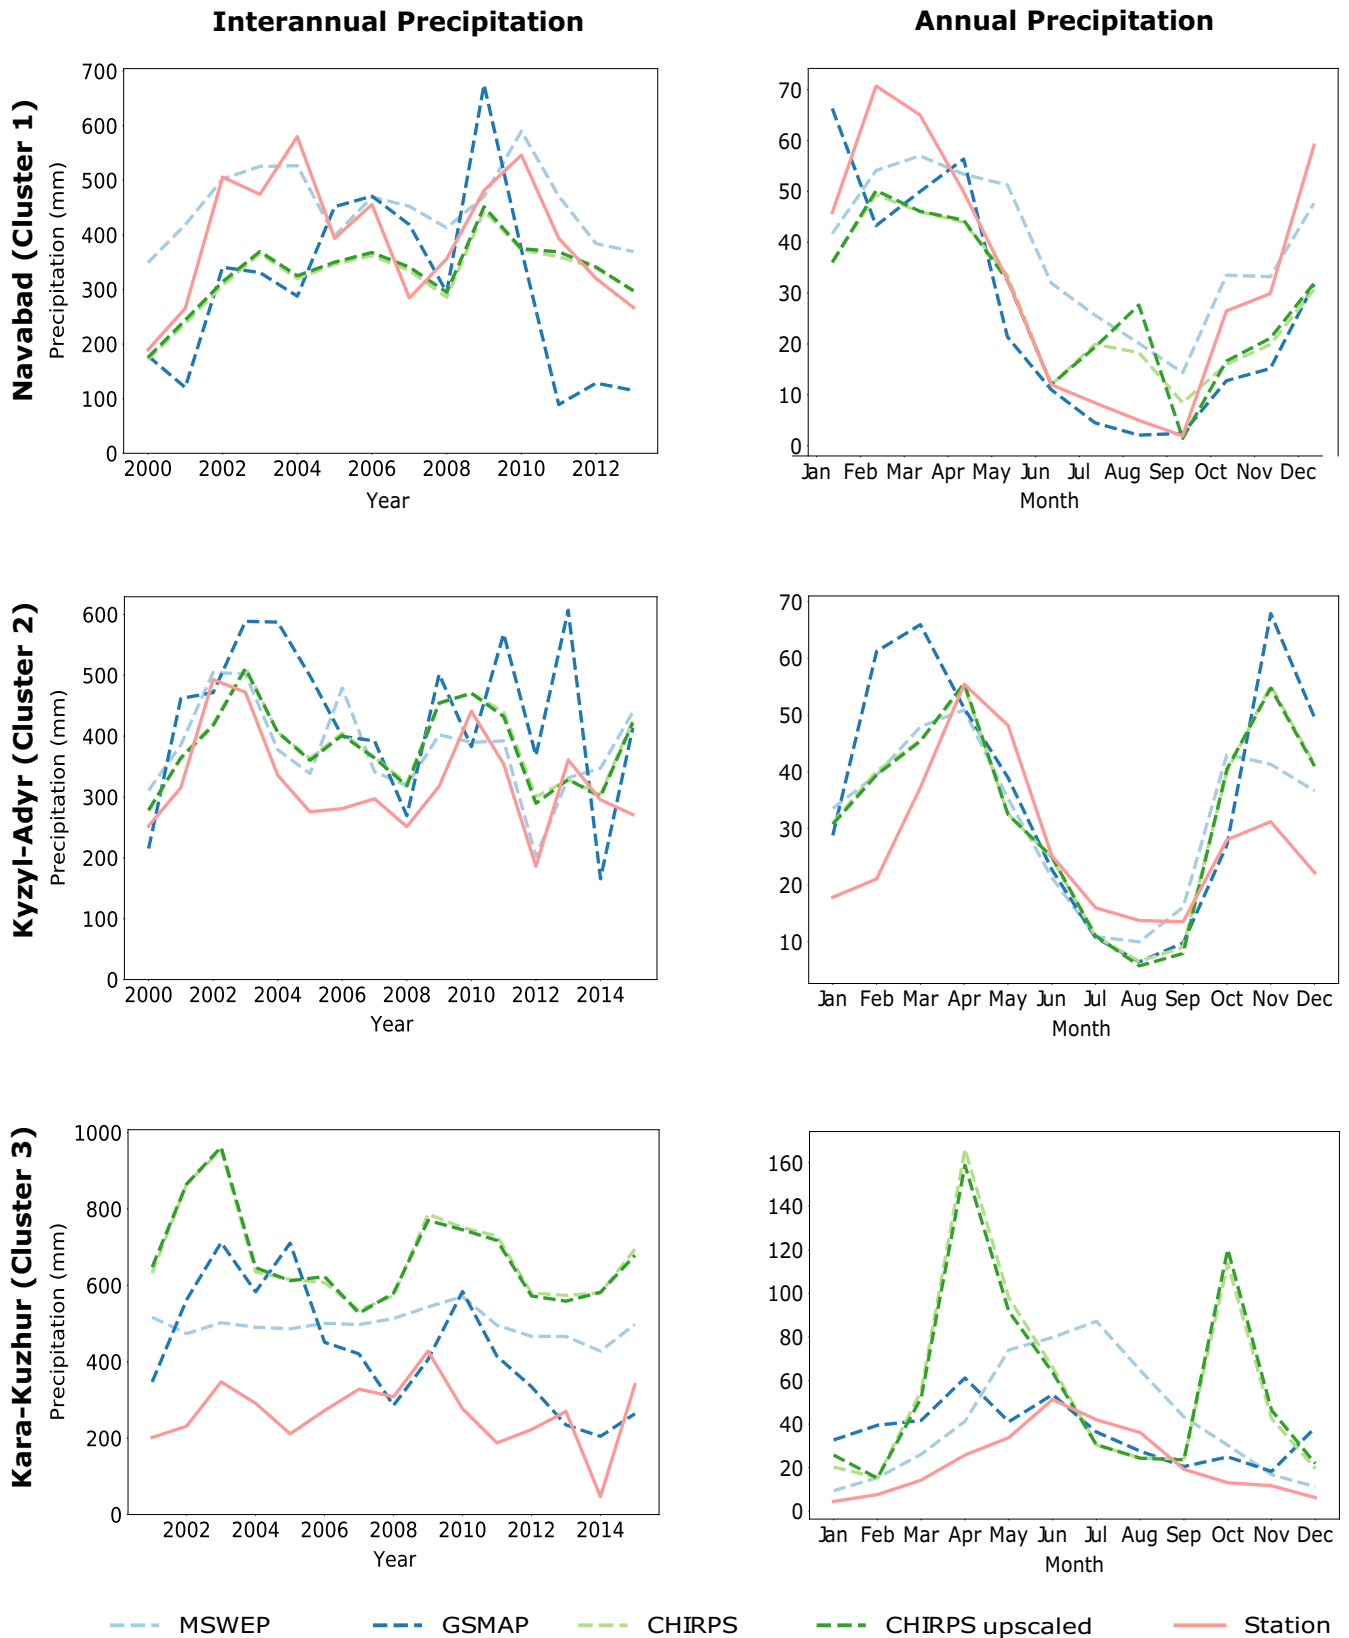 Interannual Precipitation
Annual Precipitation
Navabad (Cluster 1)
Precipitation (mm)
700
600
500
400
300
200
100
0
2000 2002 2004 2006 2008 2010 2012
Year
70
60
50
40
30
20
10
0
Jan Feb Mar Apr May Jun Jul Aug Sep Oct Nov Dec
Month
Kyzyl-Adyr (Cluster 2)
Precipitation (mm)
600
500
400
300
200
100
0
2000 2002 2004 2006 2008 2010 2012 2014
Year
70
60
50
40
30
20
10
Jan Feb Mar Apr May Jun Jul Aug Sep Oct Nov Dec
Month
Kara-Kuzhur (Cluster 3)
Precipitation (mm)
1000
800
600
400
200
0
2002 2004 2006 2008 2010 2012 2014
Year
160
140
120
100
80
60
40
20
0
Jan Feb Mar Apr May Jun Jul Aug Sep Oct Nov Dec
Month
MSWEP GSMAP CHIRPS CHIRPS upscaled Station